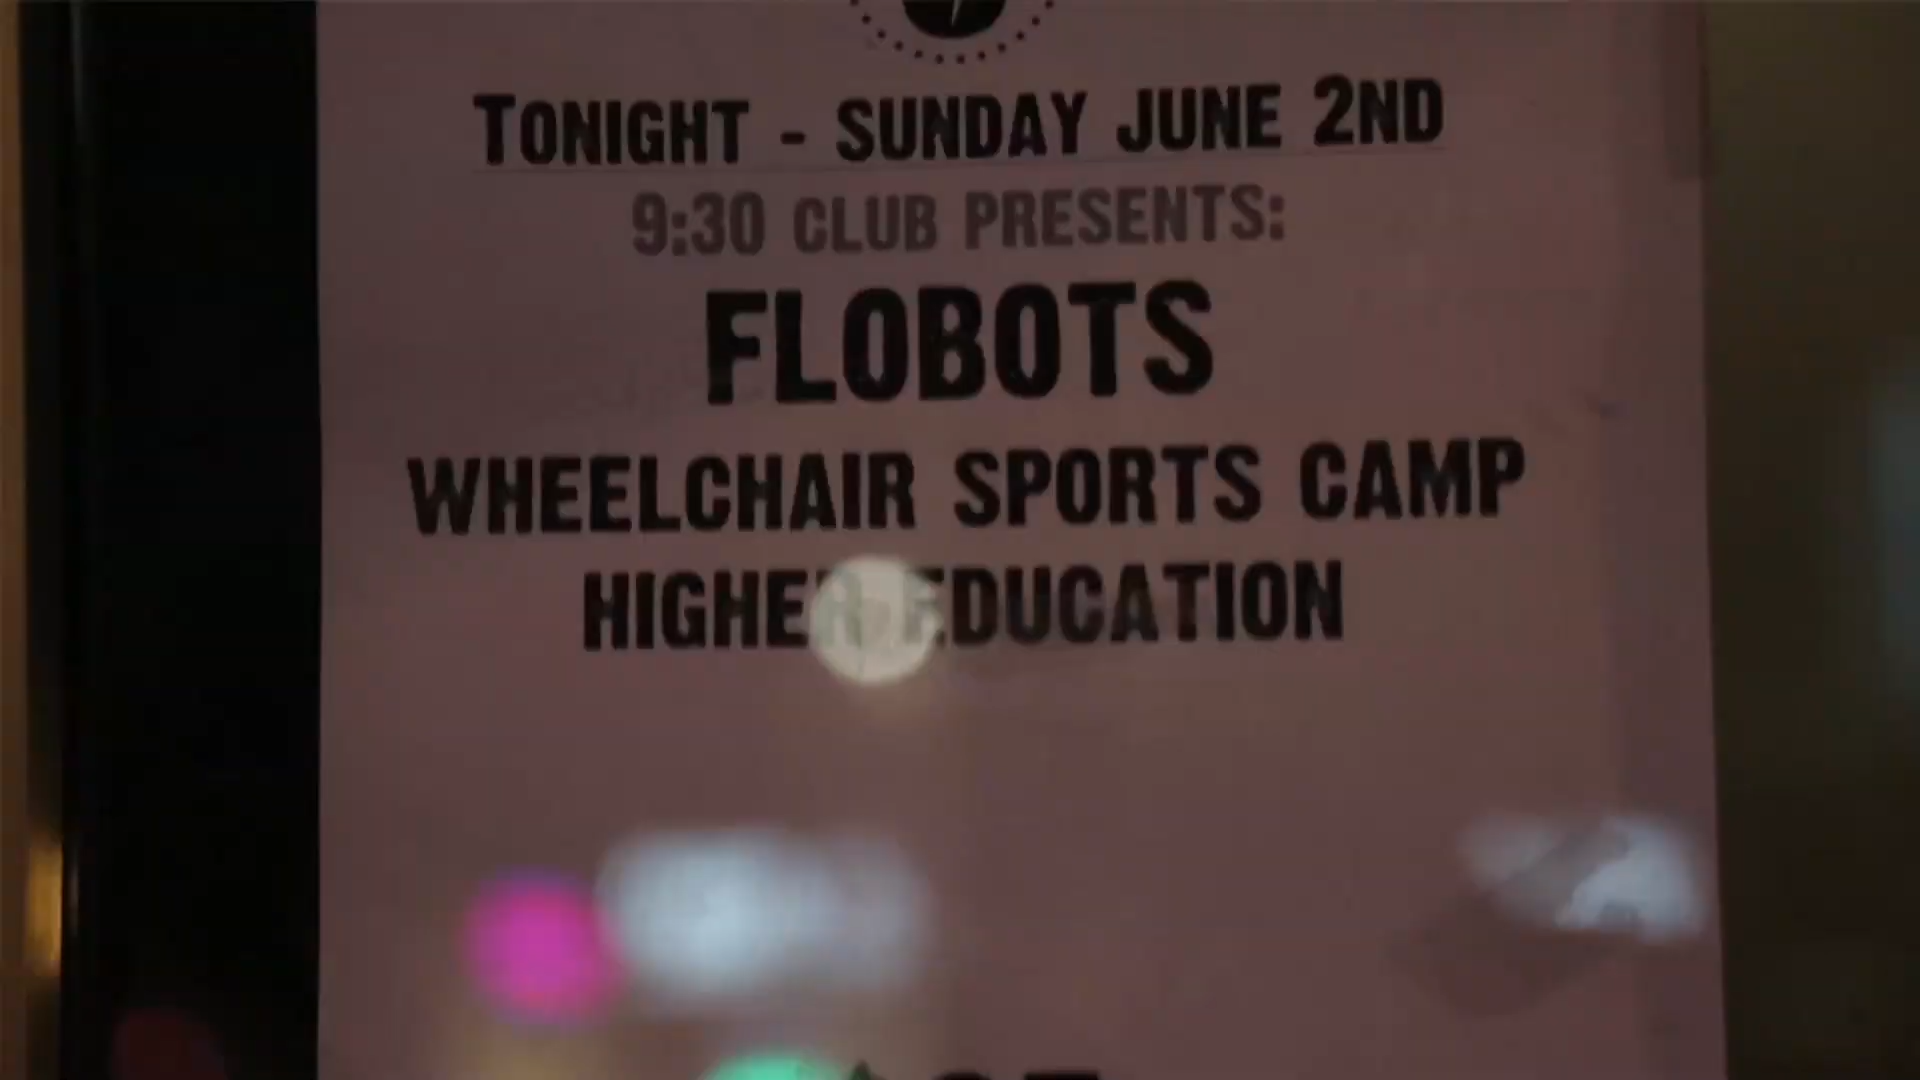 TONIGHT - SUNDAY JUNE 2ND
9:30 CLUB PRESENTS:
FLOBOTS
WHEELCHAIR SPORTS CAMP
HIGHER EDUCATION